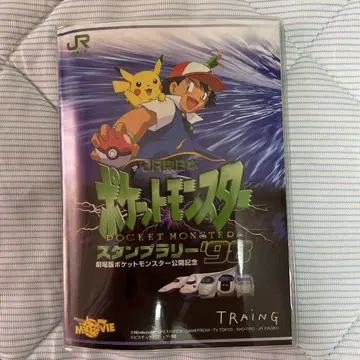 JR
JR東日本
ポケットモンスター
POCKET MONSTERS
スタンプラリー'98
劇場版ポケットモンスター公開記念
MOVIE
TRAING